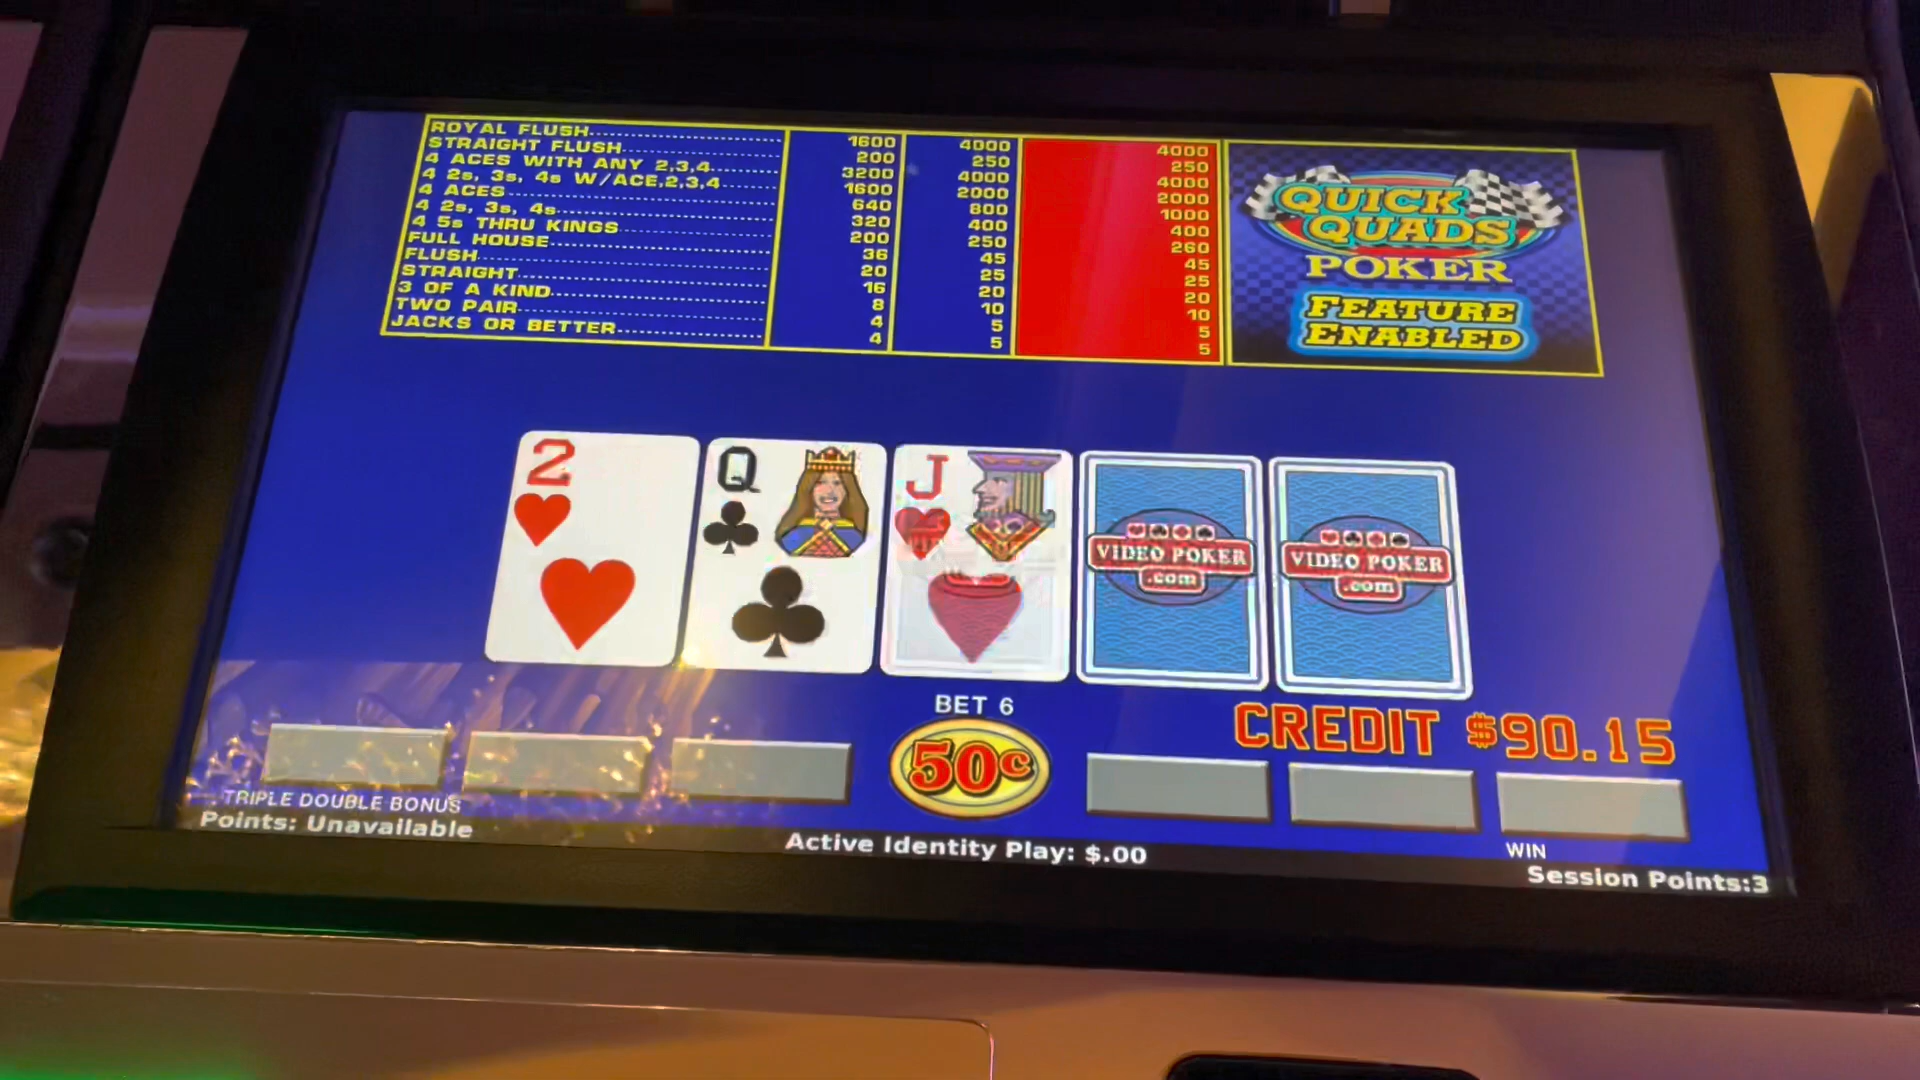 ROYAL FLUSH 1600 4000 4000
STRAIGHT FLUSH 200 250 250
4 ACES WITH ANY 2,3,4 3200 4000 4000
4 2s, 3s, 4s W/ACE,2,3,4 1600 2000 2000
4 ACES 640 800 1000
4 2s, 3s, 4s 320 400 400
4 5s THRU KINGS 200 250 260
FULL HOUSE 36 45 45
FLUSH 20 25 25
STRAIGHT 16 20 20
3 OF A KIND 8 10 10
TWO PAIR 4 5 5
JACKS OR BETTER 4 5 5
QUICK
QUADS
POKER
FEATURE
ENABLED
2
Q
J
VIDEO POKER
.com
VIDEO POKER
.com
BET 6
50¢
CREDIT $90.15
TRIPLE DOUBLE BONUS
Points: Unavailable
Active Identity Play: $.00
WIN
Session Points:3